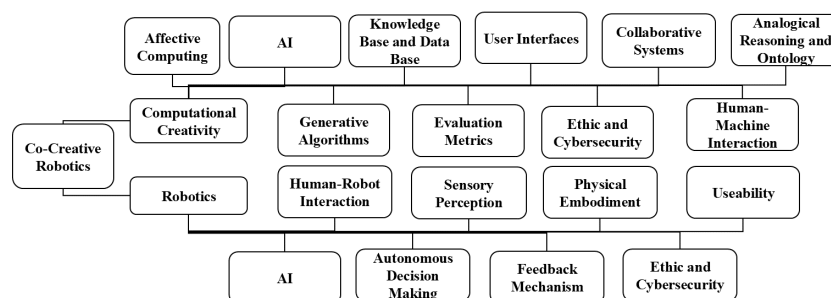 Affective
Computing
AI
Knowledge
Base and Data
Base
User Interfaces
Collaborative
Systems
Analogical
Reasoning and
Ontology
Computational
Creativity
Generative
Algorithms
Evaluation
Metrics
Ethic and
Cybersecurity
Human-
Machine
Interaction
Co-Creative
Robotics
Robotics
Human-Robot
Interaction
Sensory
Perception
Physical
Embodiment
Useability
AI
Autonomous
Decision
Making
Feedback
Mechanism
Ethic and
Cybersecurity